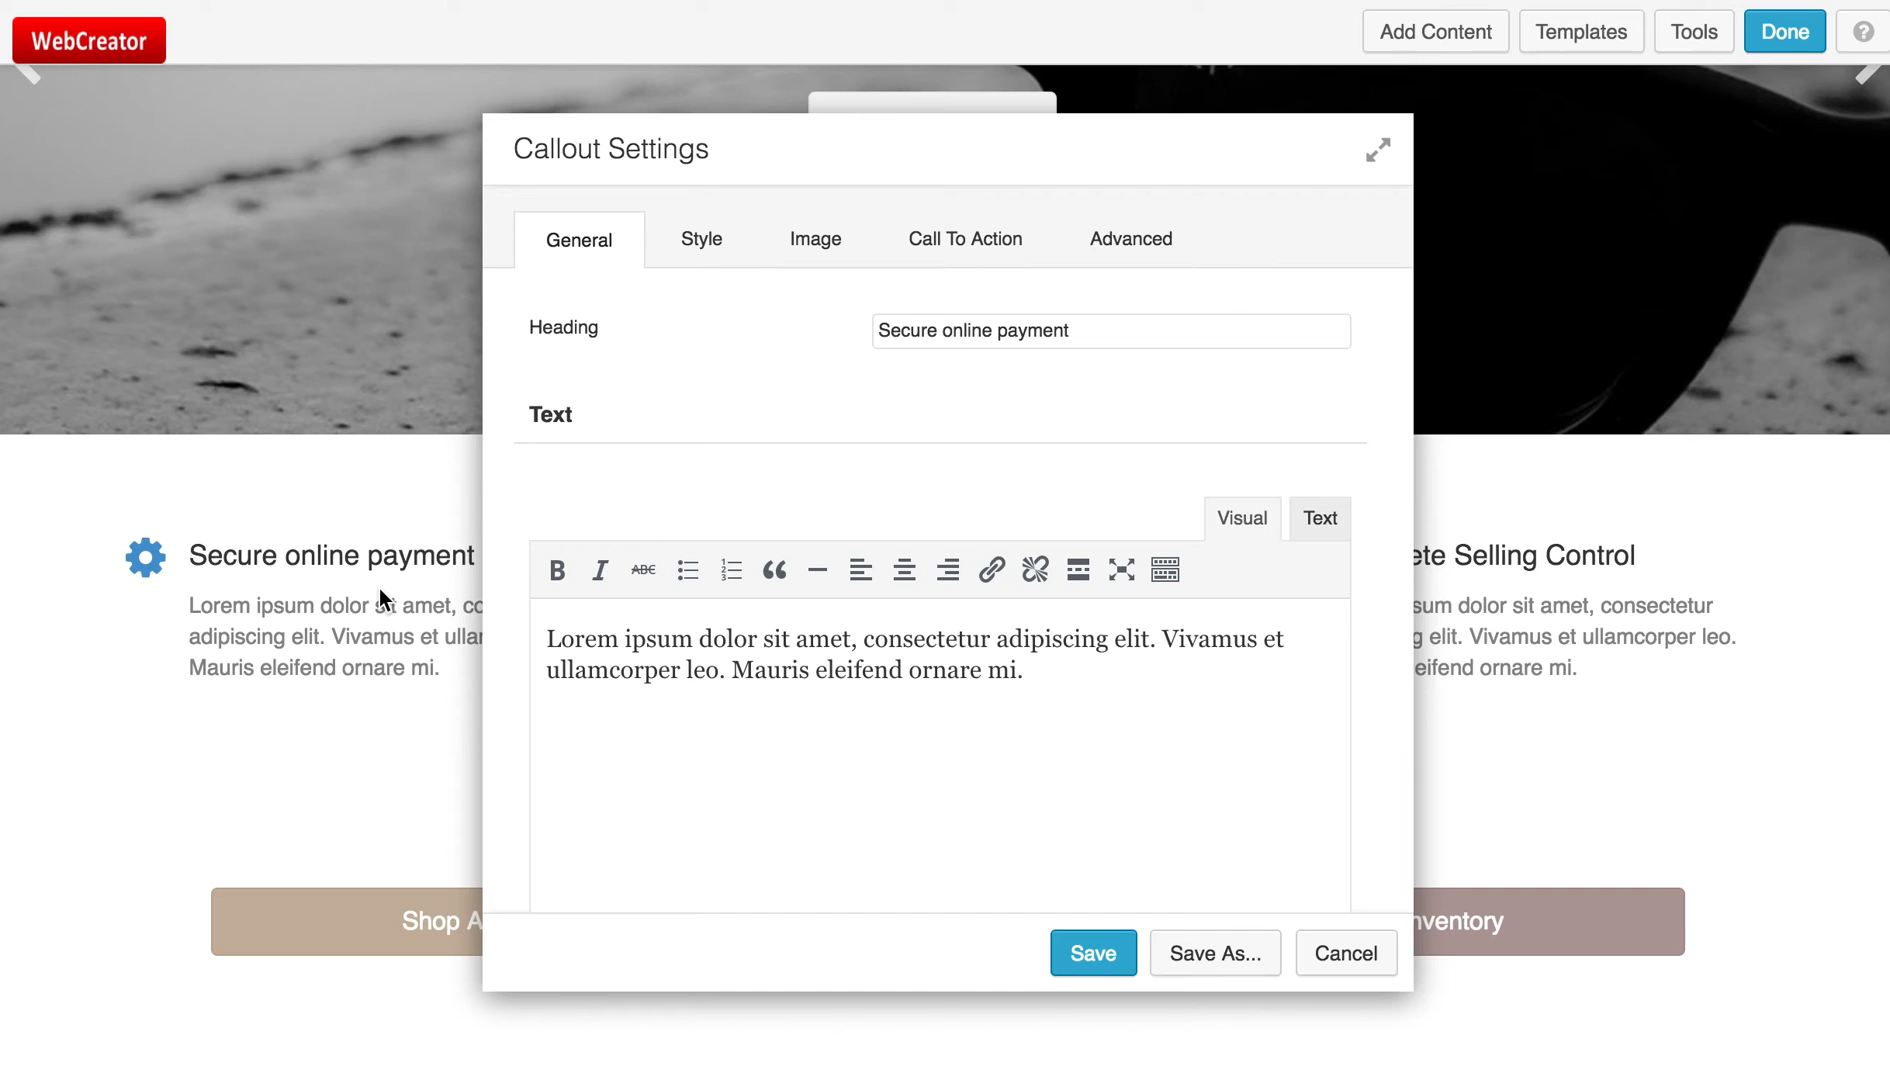 WebCreator
Add Content
Templates
Tools
Done
?
Callout Settings
General
Style
Image
Call To Action
Advanced
Heading
Secure online payment
Text
Visual
Text
B
I
ABC
Lorem ipsum dolor sit amet, consectetur adipiscing elit. Vivamus et
ullamcorper leo. Mauris eleifend ornare mi.
Save
Save As...
Cancel
Secure online payment
Lorem ipsum dolor sit amet, co
adipiscing elit. Vivamus et ullar
Mauris eleifend ornare mi.
Shop A
ete Selling Control
sum dolor sit amet, consectetur
g elit. Vivamus et ullamcorper leo.
eifend ornare mi.
nventory